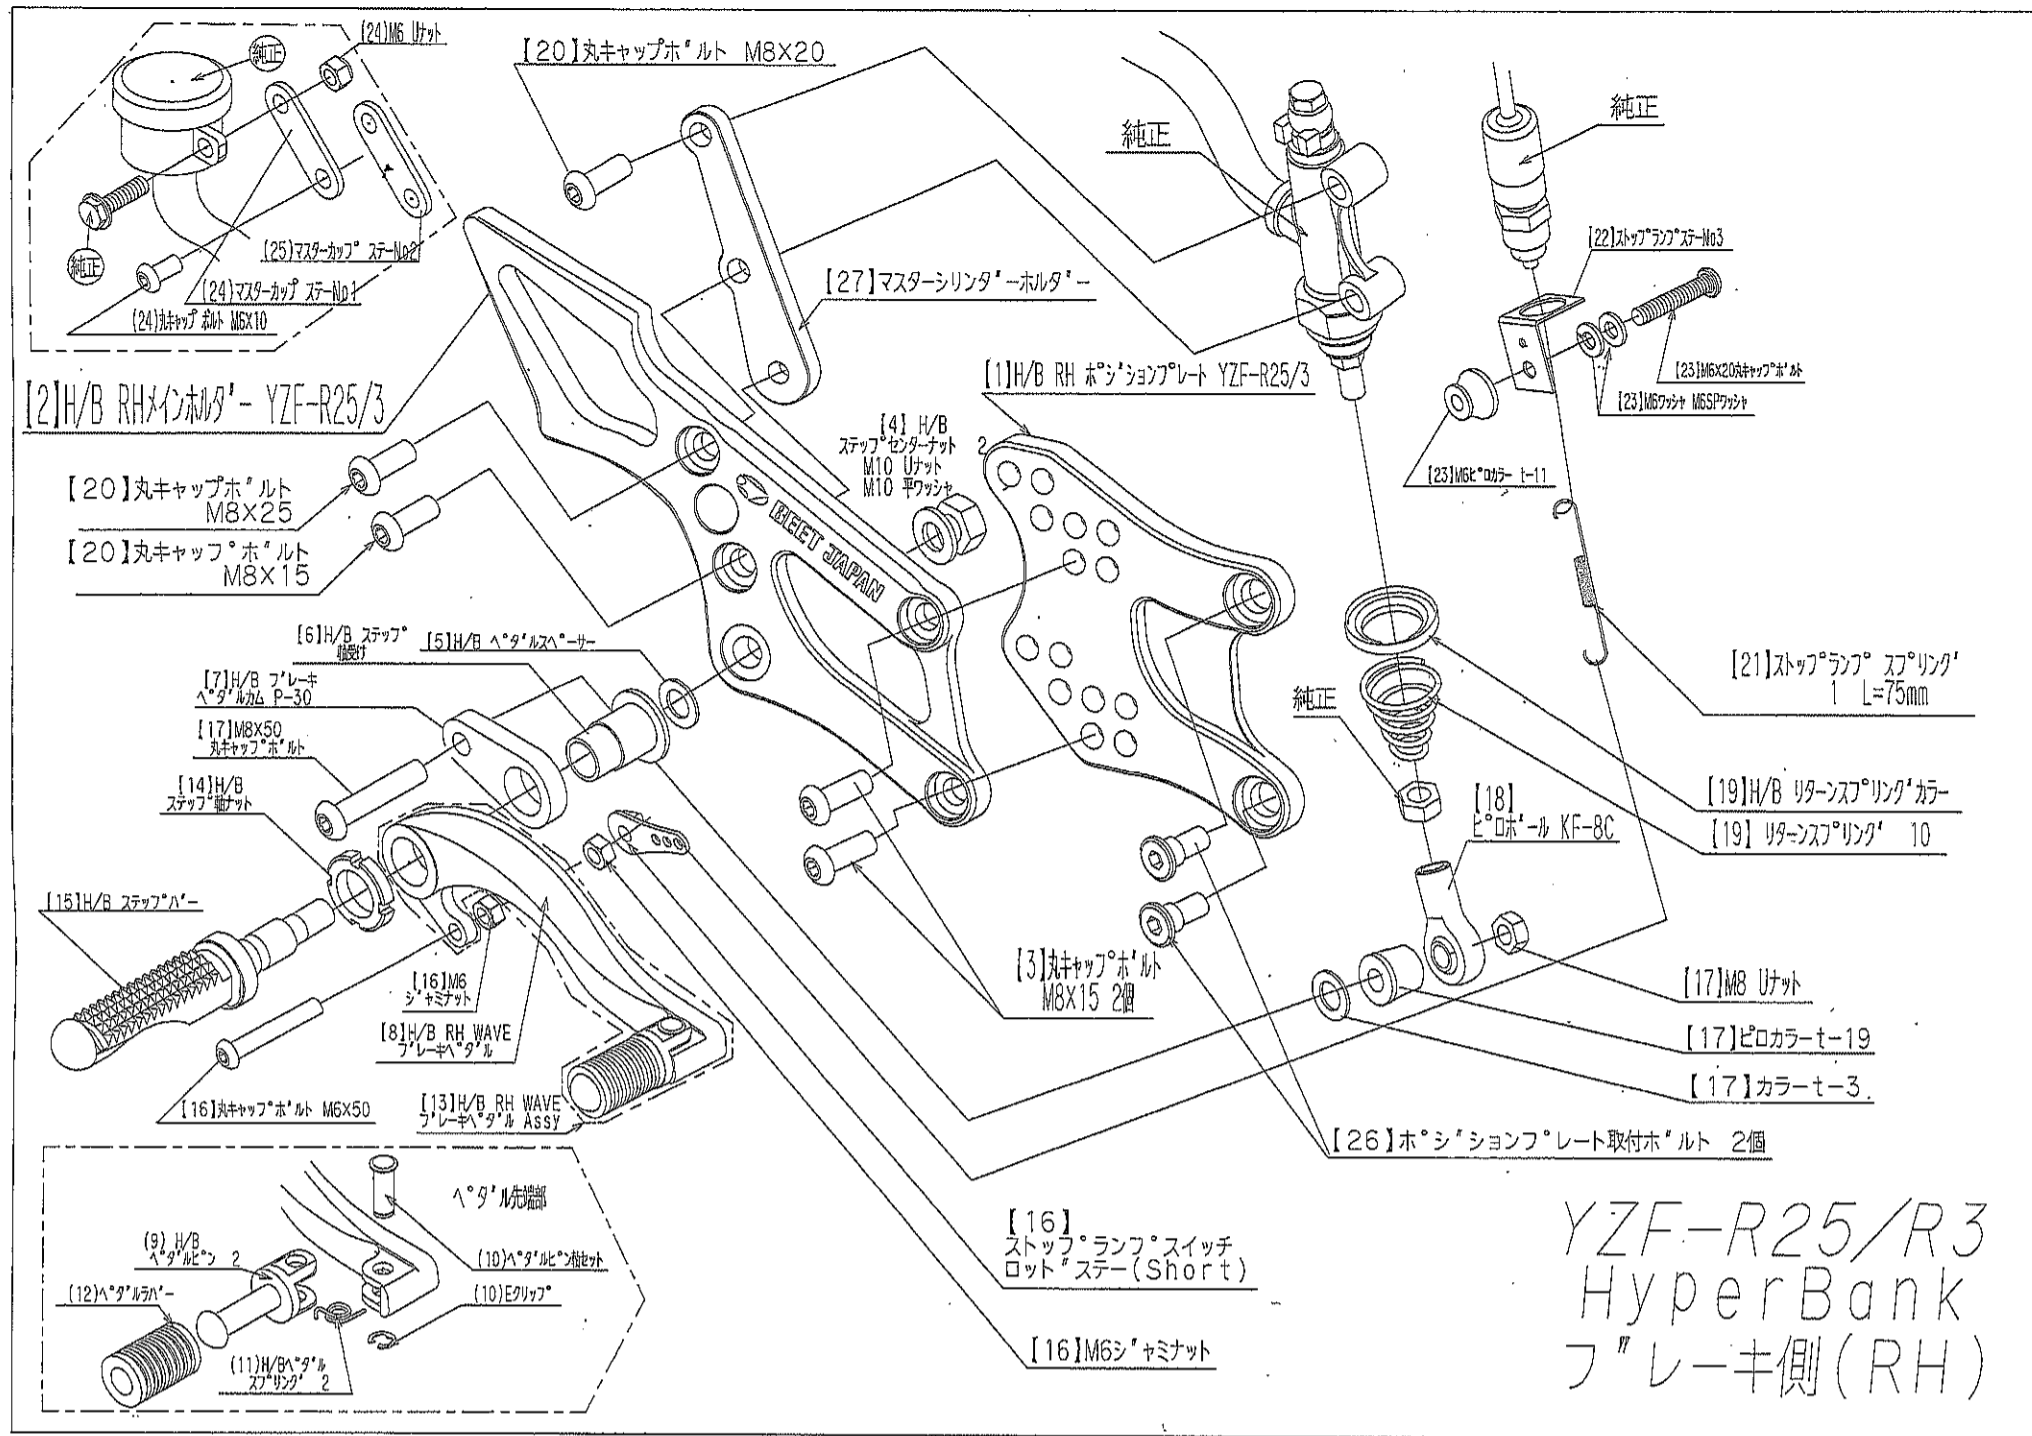 (24)M6 Uナット
純正
純正
(25)マスターカップ ステーNo2
(24)マスターカップ ステーNo1
(24)丸キャップ ボルト M6X10
【20】丸キャップボルト M8X20
純正
純正
【22】ストップランプステーNo3
【27】マスターシリンダーホルダー
【23】M6X20丸キャップボルト
【23】M6ワッシャ M6SPワッシャ
【23】M6ピロカラー t-11
【2】H/B RHメインホルダー YZF-R25/3
【1】H/B RH ポジションプレート YZF-R25/3
【4】 H/B
ステップセンターナット 2
M10 Uナット
M10 平ワッシャ
【20】丸キャップボルト
M8X25
【20】丸キャップボルト
M8X15
BEET JAPAN
【6】H/B ステップ
軸受け
【5】H/B ペダルスペーサー
【7】H/B ブレーキ
ペダルカム P-30
【17】M8X50
丸キャップボルト
【14】H/B
ステップ軸ナット
【15】H/B ステップバー
【21】ストップランプ スプリング
1 L=75mm
純正
【19】H/B リターンスプリングカラー
【19】 リターンスプリング 10
【18】
ピロボール KF-8C
【16】M6
ジャミナット
【8】H/B RH WAVE
ブレーキペダル
【3】丸キャップボルト
M8X15 2個
【17】M8 Uナット
【17】ピロカラーt-19
【17】カラーt-3.
【16】丸キャップボルト M6X50
【13】H/B RH WAVE
ブレーキペダル Assy
【26】ポジションプレート取付ボルト 2個
ペダル先端部
(9) H/B
ペダルピン 2
(10)ペダルピン組セット
(12)ペダルラバー
(10)Eクリップ
(11)H/Bペダル
スプリング 2
【16】
ストップランプスイッチ
ロッドステー(Short)
【16】M6ジャミナット
YZF-R25/R3
HyperBank
ブレーキ側(RH)